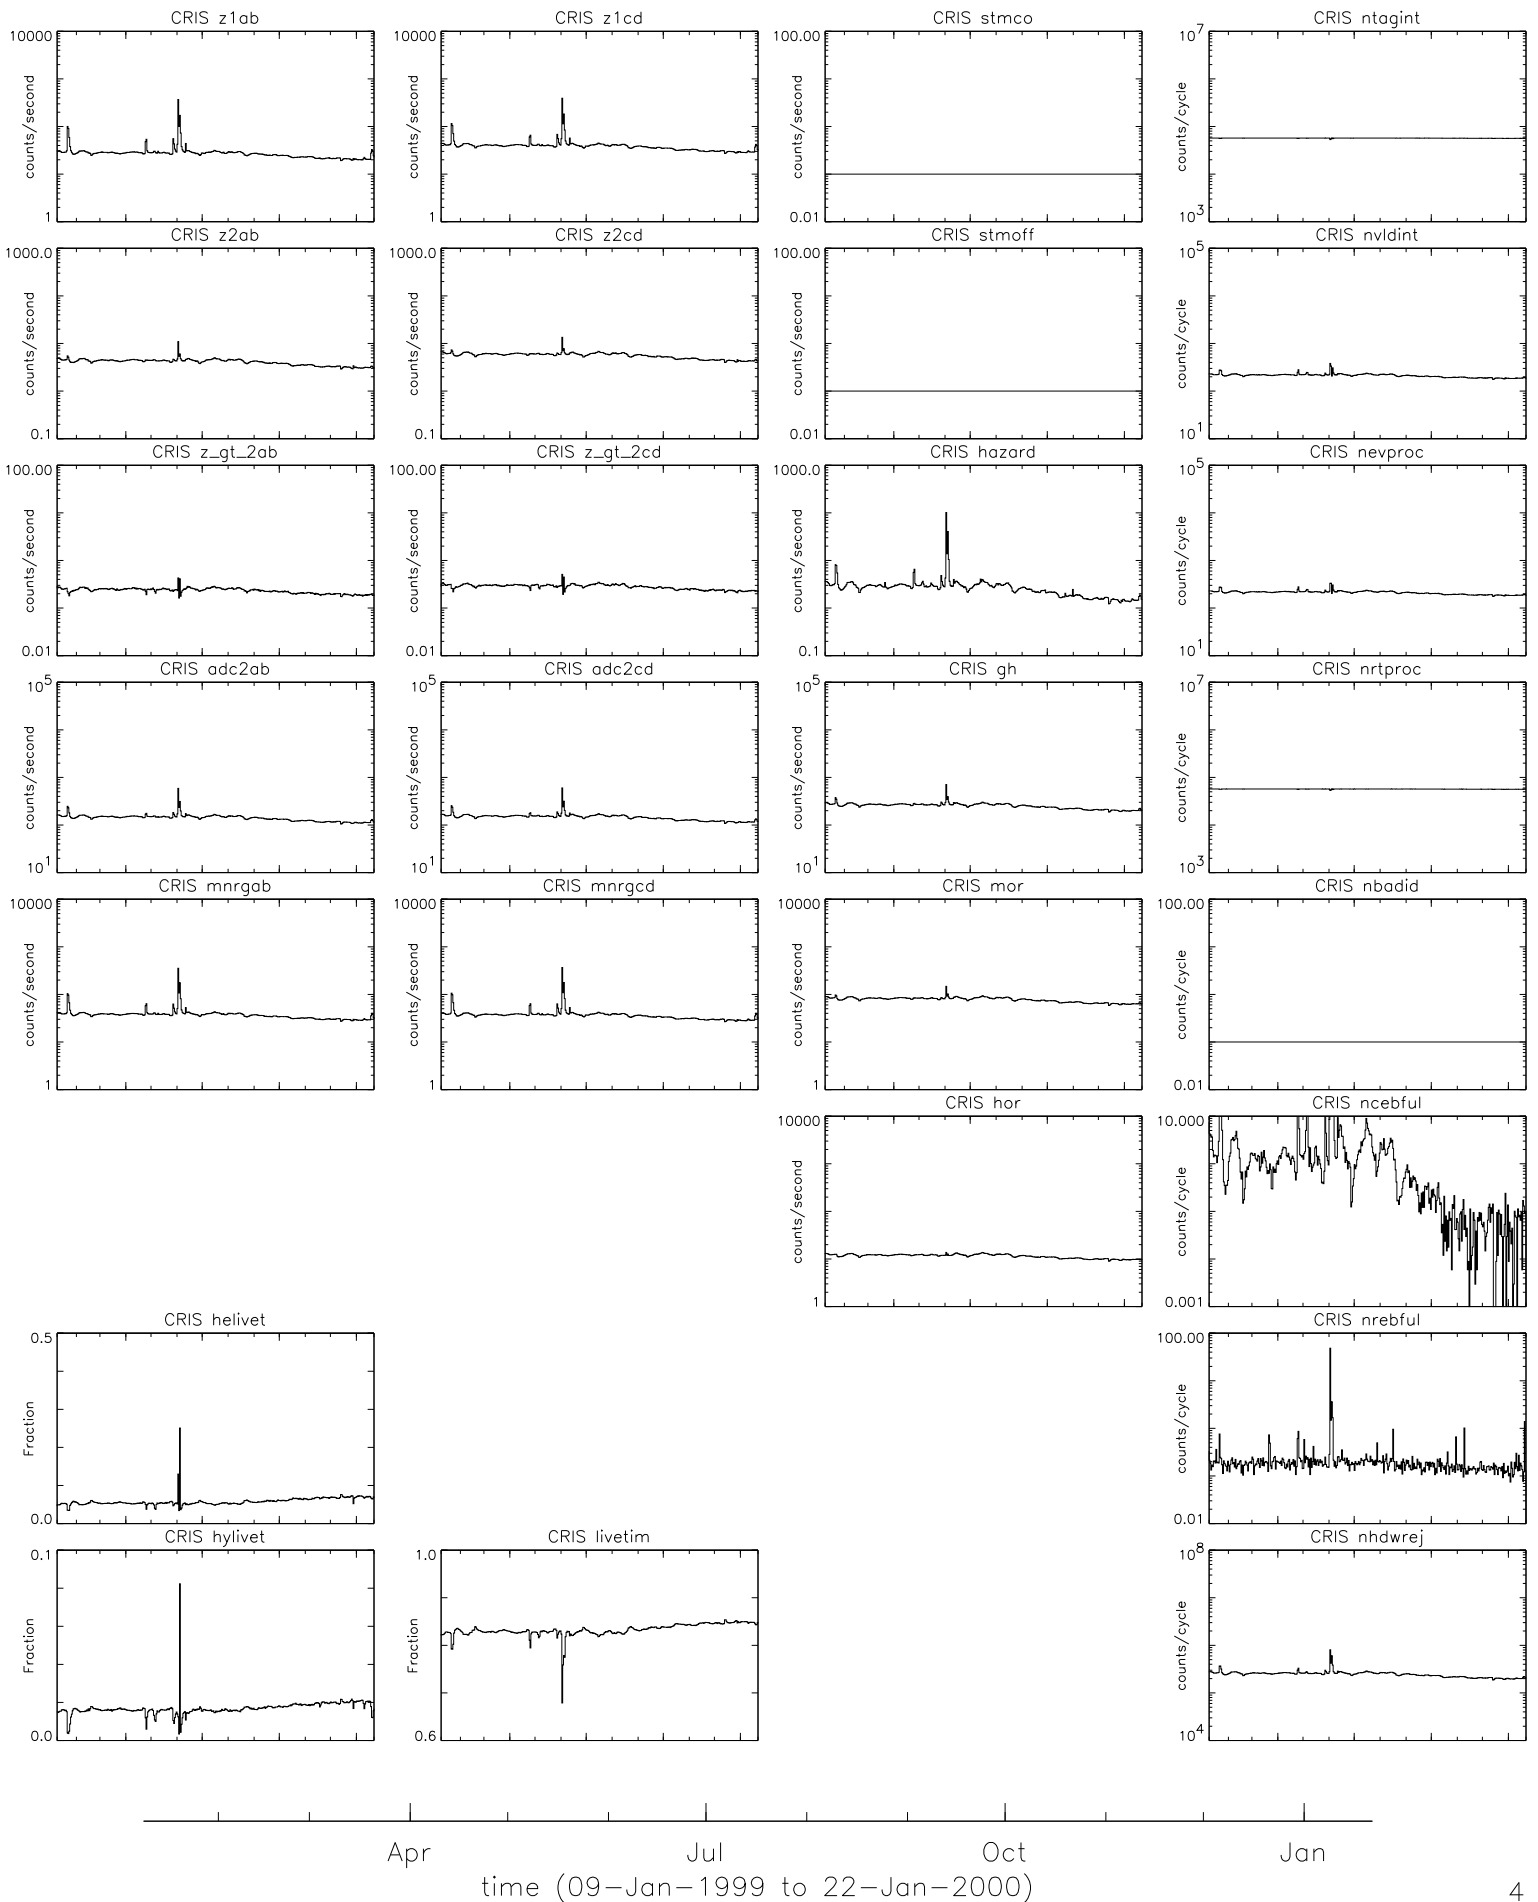 CRIS z1ab
10000
counts/second
1
CRIS z1cd
10000
counts/second
1
CRIS stmco
100.00
counts/second
0.01
CRIS ntagint
10^7
counts/cycle
10^3
CRIS z2ab
1000.0
counts/second
0.1
CRIS z2cd
1000.0
counts/second
0.1
CRIS stmoff
100.00
counts/second
0.01
CRIS nvldint
10^5
counts/cycle
10^1
CRIS z_gt_2ab
100.00
counts/second
0.01
CRIS z_gt_2cd
100.00
counts/second
0.01
CRIS hazard
1000.0
counts/second
0.1
CRIS nevproc
10^5
counts/cycle
10^1
CRIS adc2ab
10^5
counts/second
10^1
CRIS adc2cd
10^5
counts/second
10^1
CRIS gh
10^5
counts/second
10^1
CRIS nrtproc
10^7
counts/cycle
10^3
CRIS mnrgab
10000
counts/second
1
CRIS mnrgcd
10000
counts/second
1
CRIS mor
10000
counts/second
1
CRIS nbadid
100.00
counts/cycle
0.01
CRIS hor
10000
counts/second
1
CRIS ncebful
10.000
counts/cycle
0.001
CRIS helivet
0.5
Fraction
0.0
CRIS nrebful
100.00
counts/cycle
0.01
CRIS hylivet
0.1
Fraction
0.0
CRIS livetim
1.0
Fraction
0.6
CRIS nhdwrej
10^8
counts/cycle
10^4
Apr Jul Oct Jan
time (09-Jan-1999 to 22-Jan-2000)
4